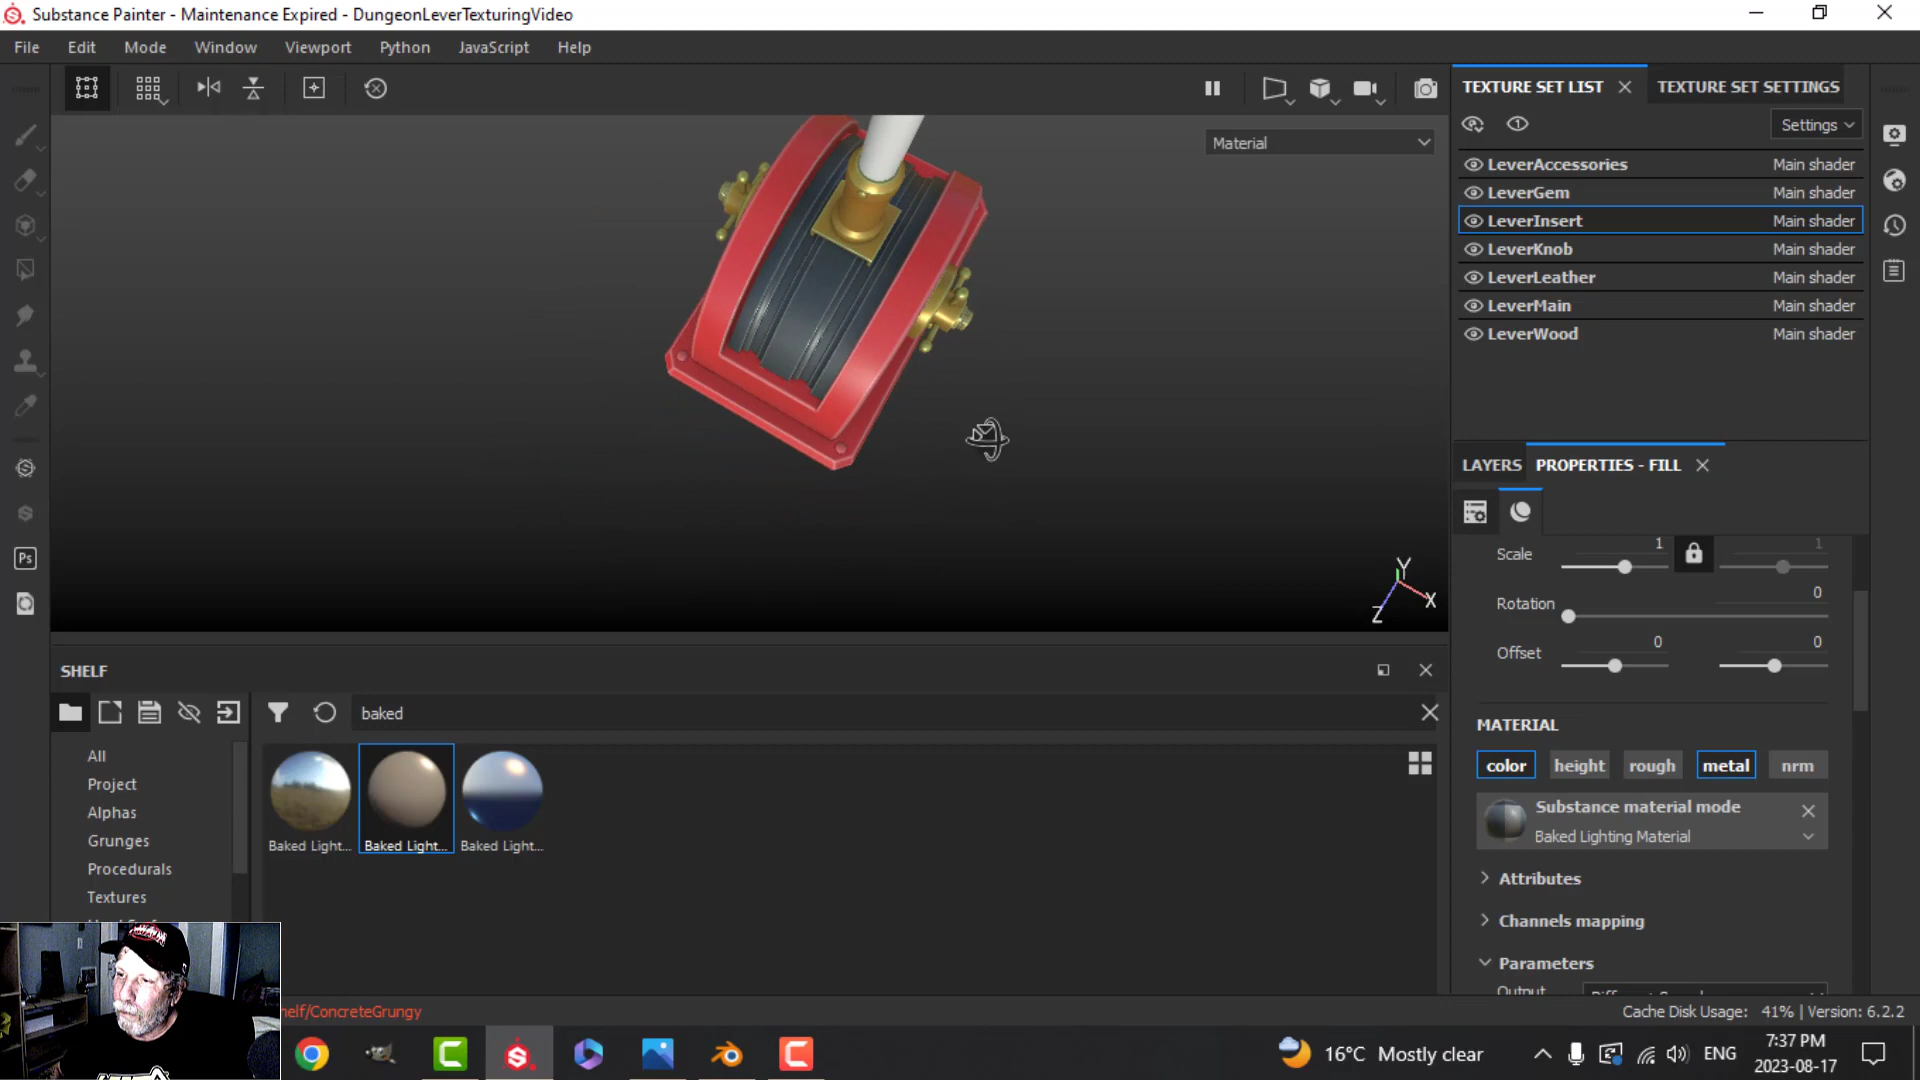 Substance Painter - Maintenance Expired - DungeonLeverTexturingVideo
File Edit Mode Window Viewport Python JavaScript Help
TEXTURE SET LIST TEXTURE SET SETTINGS
Material
Settings
LeverAccessories Main shader
LeverGem Main shader
LeverInsert Main shader
LeverKnob Main shader
LeverLeather Main shader
LeverMain Main shader
LeverWood Main shader
LAYERS PROPERTIES - FILL
Scale 1 1
Rotation 0
Offset 0 0
Y
X
Z
Ps
MATERIAL
color height rough metal nrm
Substance material mode
Baked Lighting Material
Attributes
Channels mapping
Parameters
Output
SHELF
baked
All
Project
Alphas
Grunges
Procedurals
Textures
Baked Light... Baked Light... Baked Light...
helf/ConcreteGrungy
Cache Disk Usage: 41% | Version: 6.2.2
16°C Mostly clear
ENG
7:37 PM
2023-08-17